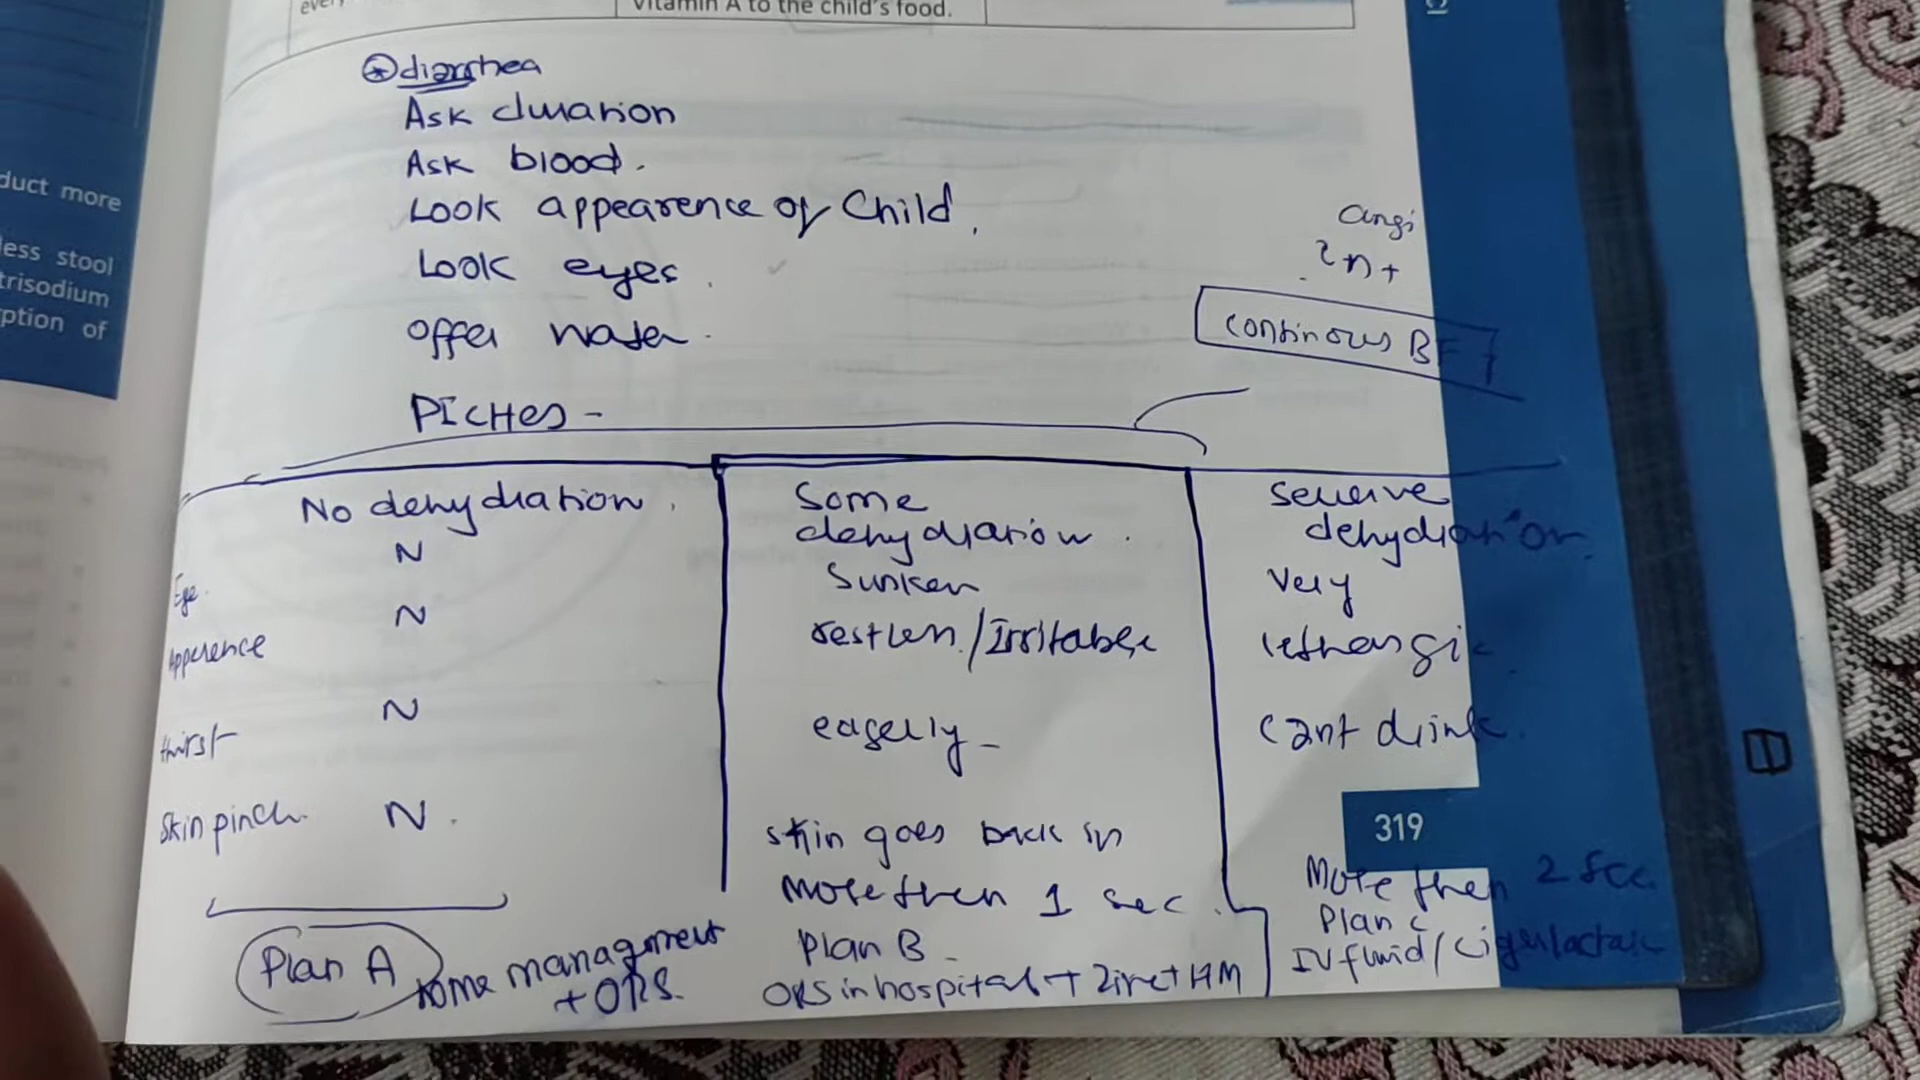 every
Vitamin A to the child's food.
duct more
less stool
trisodium
ption of
diarrhea
Ask duration
Ask blood.
Look appearence of Child,
Look eyes.
offer water.
PICHES -
2n+
continous BF
No dehydration.
Some
dehydration.
severve
dehydration.
Eye.
N
Sunken
Very
Apperence
N
restless/Irritable
lethargic
thirst
N
eagerly -
cant drink.
Skin pinch.
N.
skin goes back in
more then 1 sec.
319
More then 2 sec.
Plan A
home management
+ ORS.
Plan B -
ORS in hospital + Zinc + HM
Plan C
IV fluid/